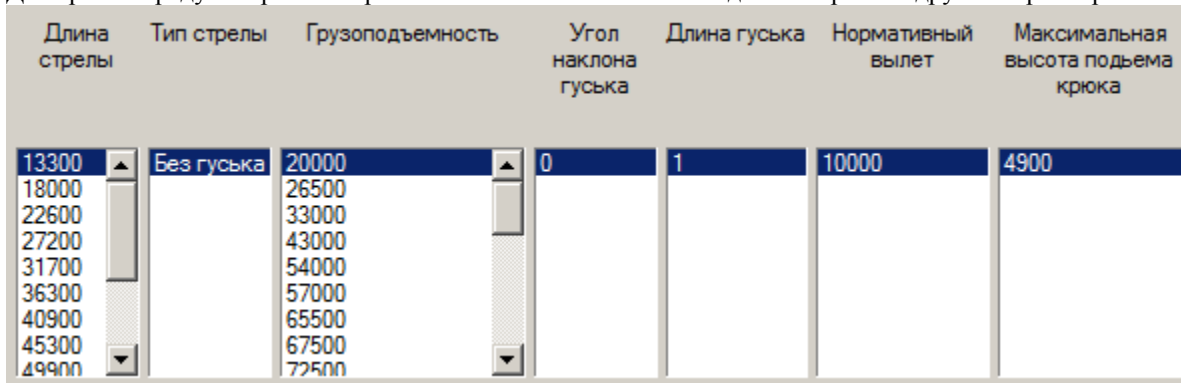 Длина стрелы
Тип стрелы
Грузоподъемность
Угол наклона гуська
Длина гуська
Нормативный вылет
Максимальная высота подьема крюка
13300
18000
22600
27200
31700
36300
40900
45300
49900
Без гуська
20000
26500
33000
43000
54000
57000
65500
67500
72500
0
1
10000
4900